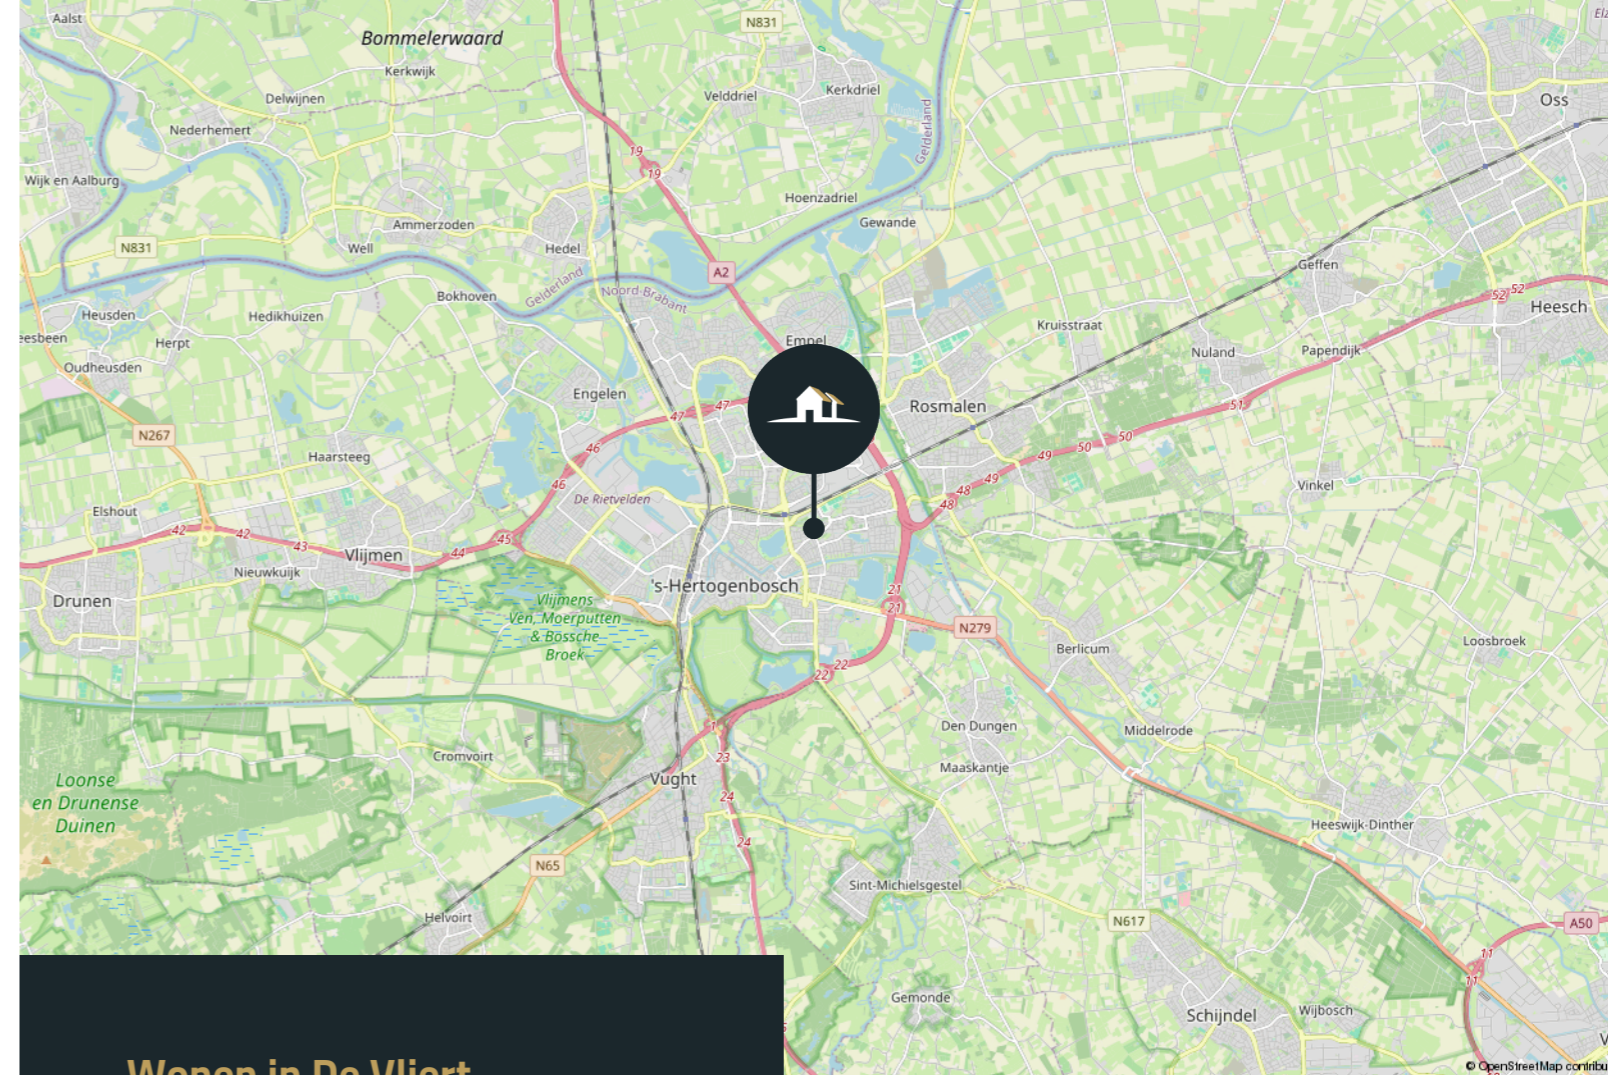 Aalst
N831
Bommelerwaard
Kerkwijk
Velddriel
Kerkdriel
Delwijnen
Oss
Nederhemert
Gelderland
19
19
Wijk en Aalburg
Hoenzadriel
Ammerzoden
Gewande
N831
Well
Hedel
A2
Geffen
Gelderland
Noord-Brabant
Bokhoven
52
52
Heesch
Heusden
Hedikhuizen
Kruisstraat
eesbeen
Herpt
Empel
Nuland
Papendijk
Oudheusden
Engelen
Rosmalen
47
47
51
N267
46
50
50
Haarsteeg
49
49
46
De Rietvelden
48
48
Vinkel
Elshout
42
42
43
44
45
Vlijmen
Nieuwkuijk
's-Hertogenbosch
21
21
Drunen
Vlijmens
Ven, Moerputten
& Bossche
Broek
N279
Loosbroek
Berlicum
22
22
1
Den Dungen
Middelrode
Cromvoirt
23
Maaskantje
Vught
Loonse
en Drunense
Duinen
24
24
Heeswijk-Dinther
N65
Sint-Michielsgestel
Helvoirt
N617
A50
11
11
Gemonde
Schijndel
Wijbosch
V
Wonen in De Vliert
© OpenStreetMap contribu